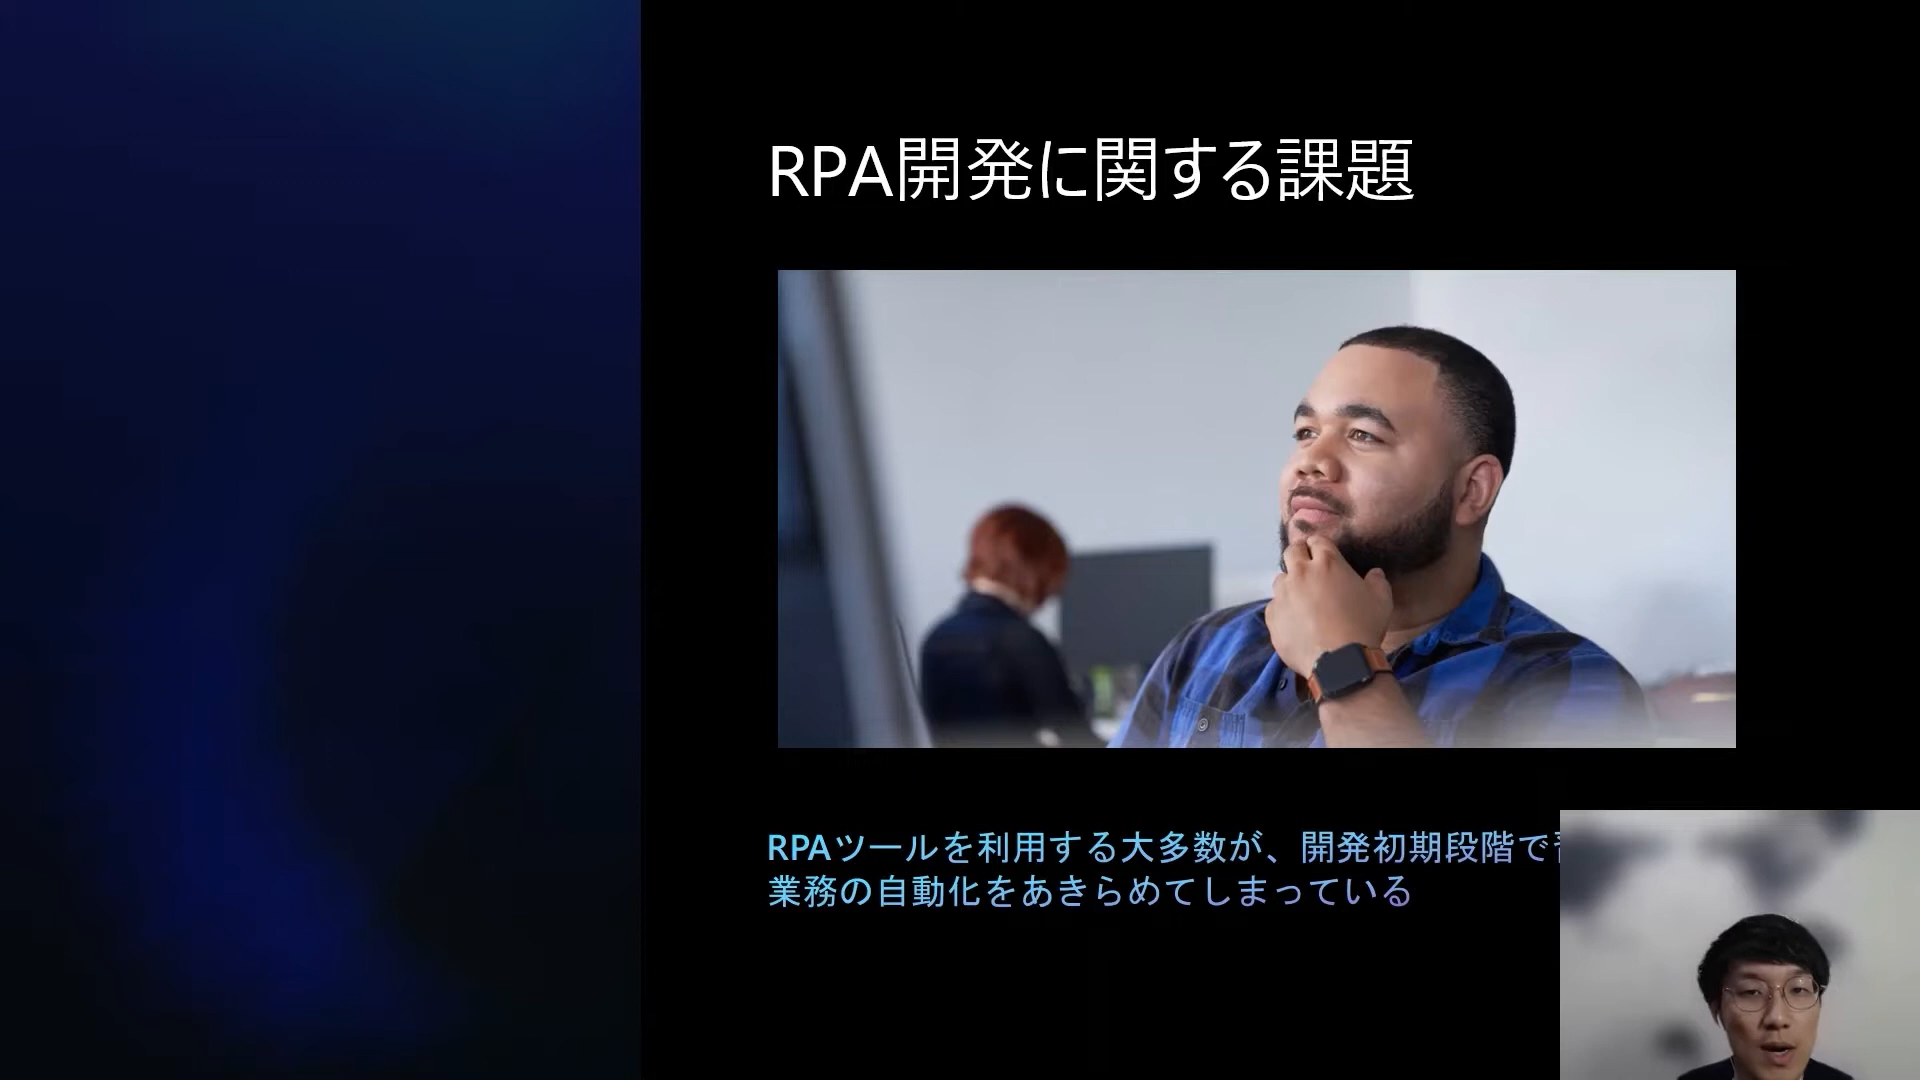 RPA開発に関する課題
RPAツールを利用する大多数が、開発初期段階で
業務の自動化をあきらめてしまっている